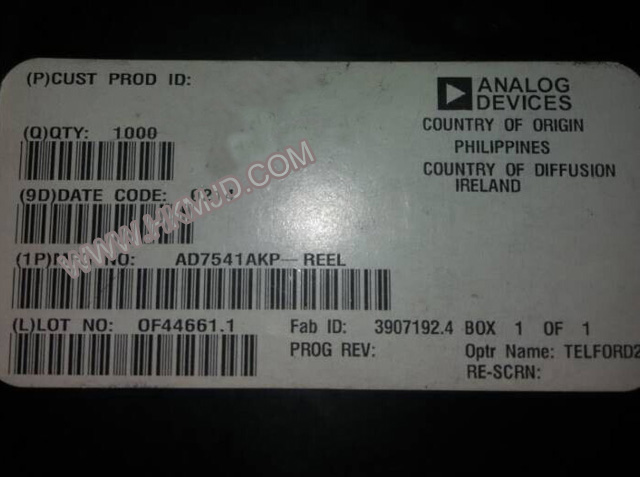 (P)CUST PROD ID:
ANALOG
DEVICES
(Q)QTY: 1000
COUNTRY OF ORIGIN
PHILIPPINES
COUNTRY OF DIFFUSION
IRELAND
(9D)DATE CODE:
WWW.HKMJD.COM
(1P) NO: AD7541AKP-REEL
(L)LOT NO: OF44661.1
Fab ID: 3907192.4 BOX 1 OF 1
PROG REV:
Optr Name: TELFORD2
RE-SCRN: